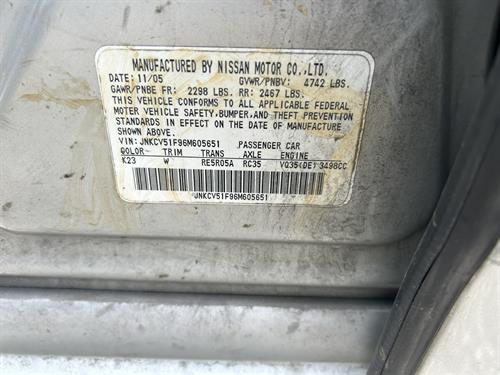 MANUFACTURED BY NISSAN MOTOR CO.,LTD.
DATE: 11/05 GVWR/PNBV: 4742 LBS.
GAWR/PNBE FR: 2298 LBS. RR: 2467 LBS.
THIS VEHICLE CONFORMS TO ALL APPLICABLE FEDERAL
MOTOR VEHICLE SAFETY,BUMPER,AND THEFT PREVENTION
STANDARDS IN EFFECT ON THE DATE OF MANUFACTURE
SHOWN ABOVE.
VIN: JNKCV51F96M605651 PASSENGER CAR
COLOR TRIM TRANS AXLE ENGINE
K23 W RE5R05A RC35 VQ35(DE) 3498CC
JNKCV51F96M605651